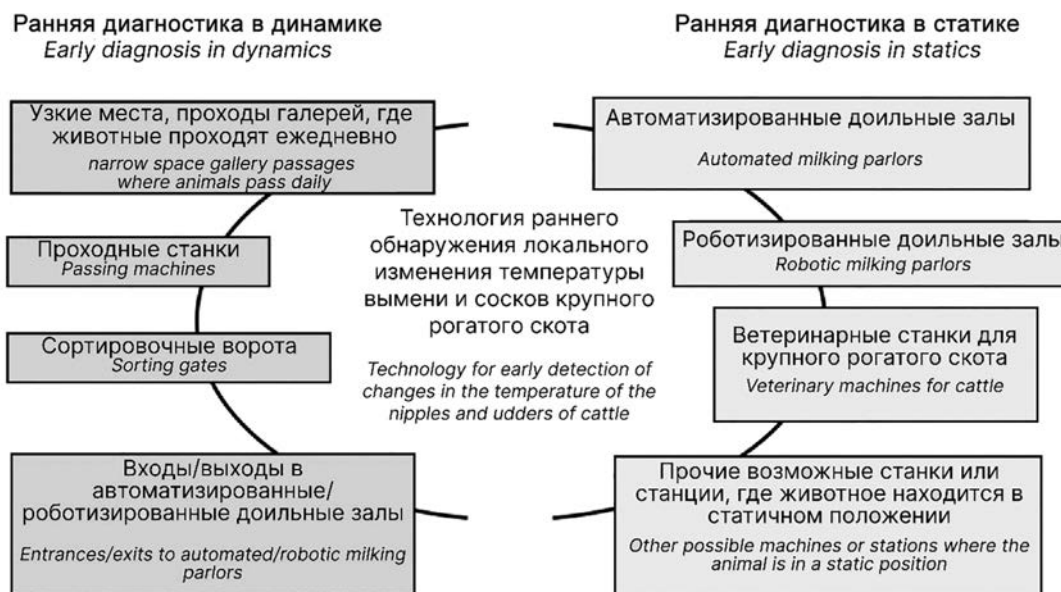 Ранняя диагностика в динамике
Early diagnosis in dynamics
Узкие места, проходы галерей, где
животные проходят ежедневно
narrow space gallery passages
where animals pass daily
Проходные станки
Passing machines
Сортировочные ворота
Sorting gates
Входы/выходы в
автоматизированные/
роботизированные доильные залы
Entrances/exits to automated/robotic milking
parlors
Технология раннего
обнаружения локального
изменения температуры
вымени и сосков крупного
рогатого скота
Technology for early detection of
changes in the temperature of the
nipples and udders of cattle
Ранняя диагностика в статике
Early diagnosis in statics
Автоматизированные доильные залы
Automated milking parlors
Роботизированные доильные залы
Robotic milking parlors
Ветеринарные станки для
крупного рогатого скота
Veterinary machines for cattle
Прочие возможные станки или
станции, где животное находится в
статичном положении
Other possible machines or stations where the
animal is in a static position